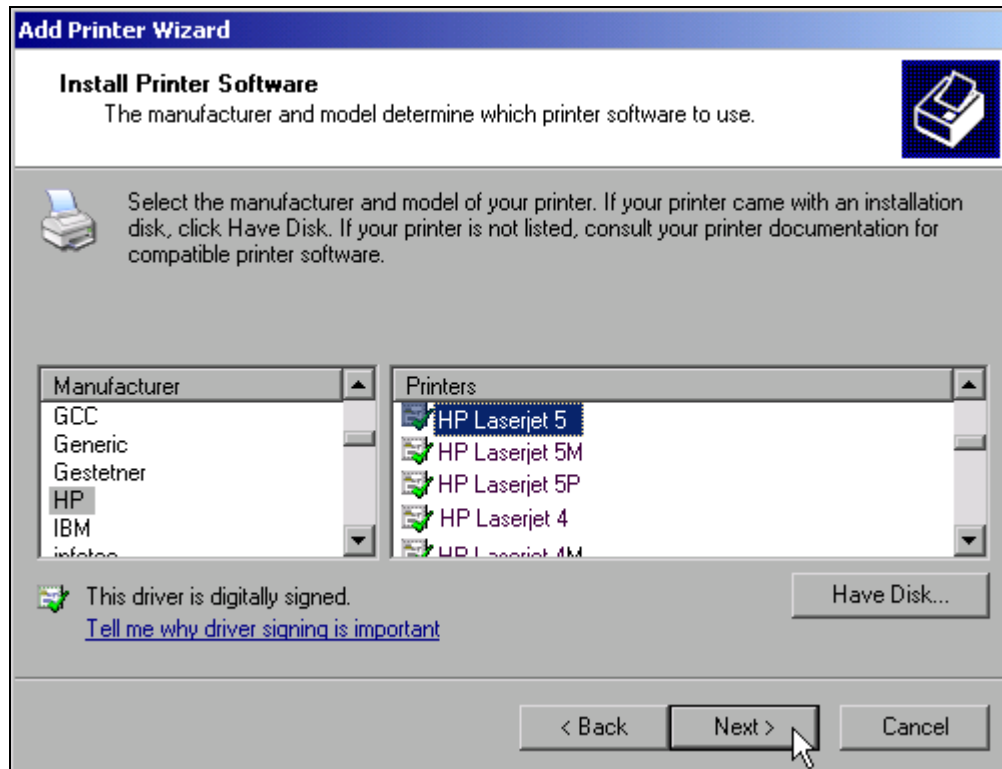 Add Printer Wizard
Install Printer Software
The manufacturer and model determine which printer software to use.
Select the manufacturer and model of your printer. If your printer came with an installation
disk, click Have Disk. If your printer is not listed, consult your printer documentation for
compatible printer software.
Manufacturer
GCC
Generic
Gestetner
HP
IBM
infotec
Printers
HP Laserjet 5
HP Laserjet 5M
HP Laserjet 5P
HP Laserjet 4
HP Laserjet 4M
This driver is digitally signed.
Tell me why driver signing is important
Have Disk...
< Back
Next >
Cancel